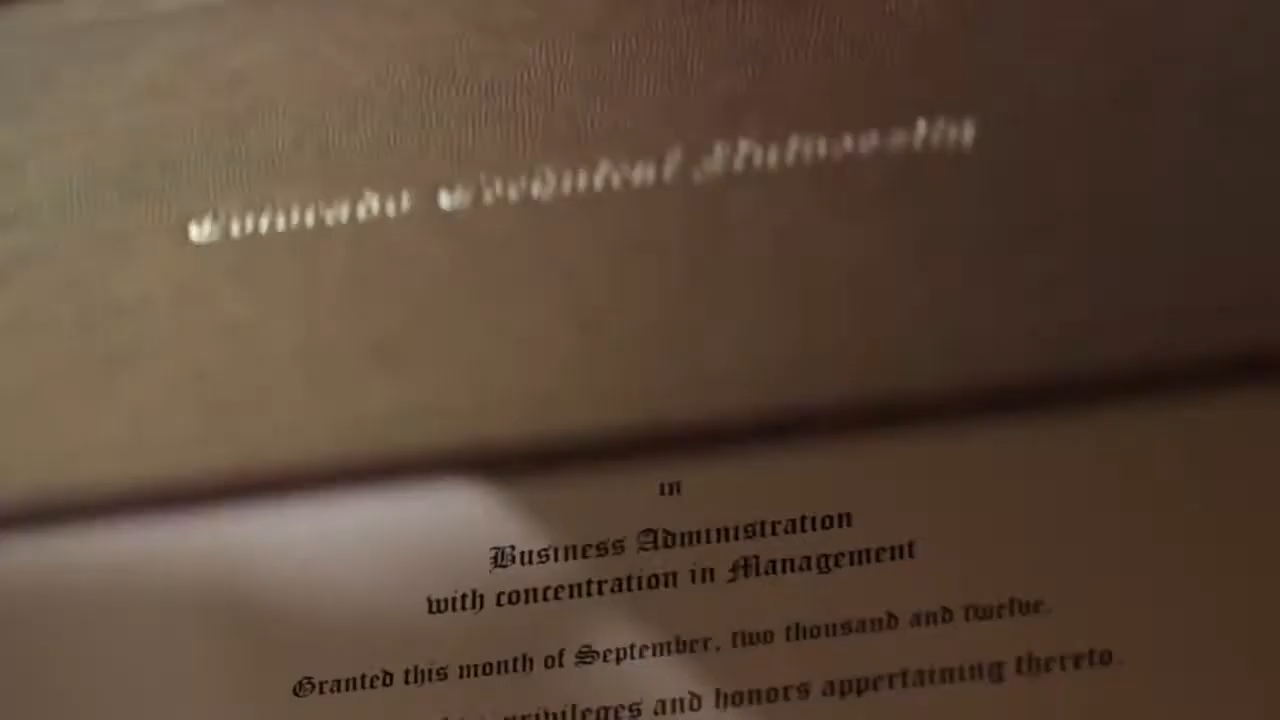 in
Business Administration
with concentration in Management
Granted this month of September, two thousand and twelve.
privileges and honors appertaining thereto.